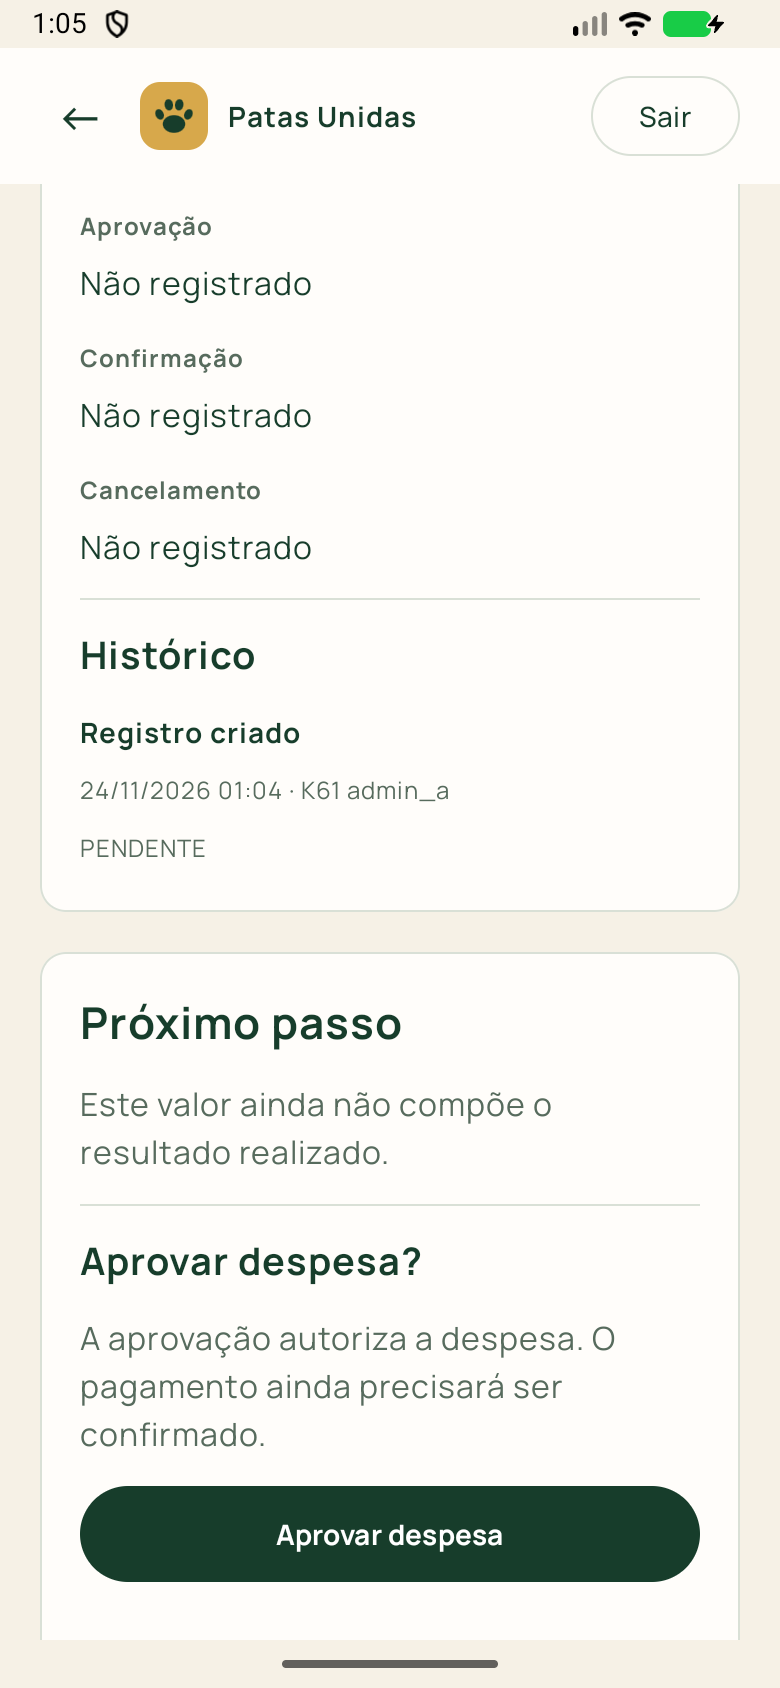 1:05
Patas Unidas
Sair
Aprovação
Não registrado
Confirmação
Não registrado
Cancelamento
Não registrado
Histórico
Registro criado
24/11/2026 01:04 · K61 admin_a
PENDENTE
Próximo passo
Este valor ainda não compõe o
resultado realizado.
Aprovar despesa?
A aprovação autoriza a despesa. O
pagamento ainda precisará ser
confirmado.
Aprovar despesa